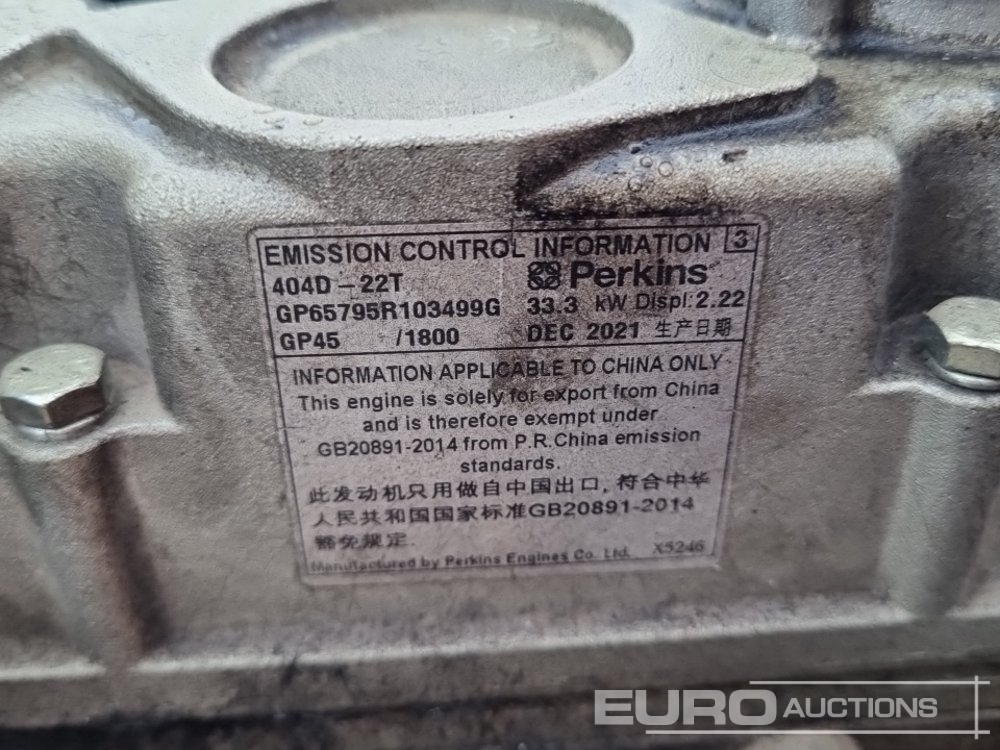 EMISSION CONTROL INFORMATION 3
404D-22T Perkins
GP65795R103499G 33.3 kW Displ: 2.22
GP45 /1800 DEC 2021 生产日期
INFORMATION APPLICABLE TO CHINA ONLY
This engine is solely for export from China
and is therefore exempt under
GB20891-2014 from P.R.China emission
standards.
此发动机只用做自中国出口, 符合中华
人民共和国国家标准GB20891-2014
豁免规定.
Manufactured by Perkins Engines Co. Ltd. X5246
EURO AUCTIONS